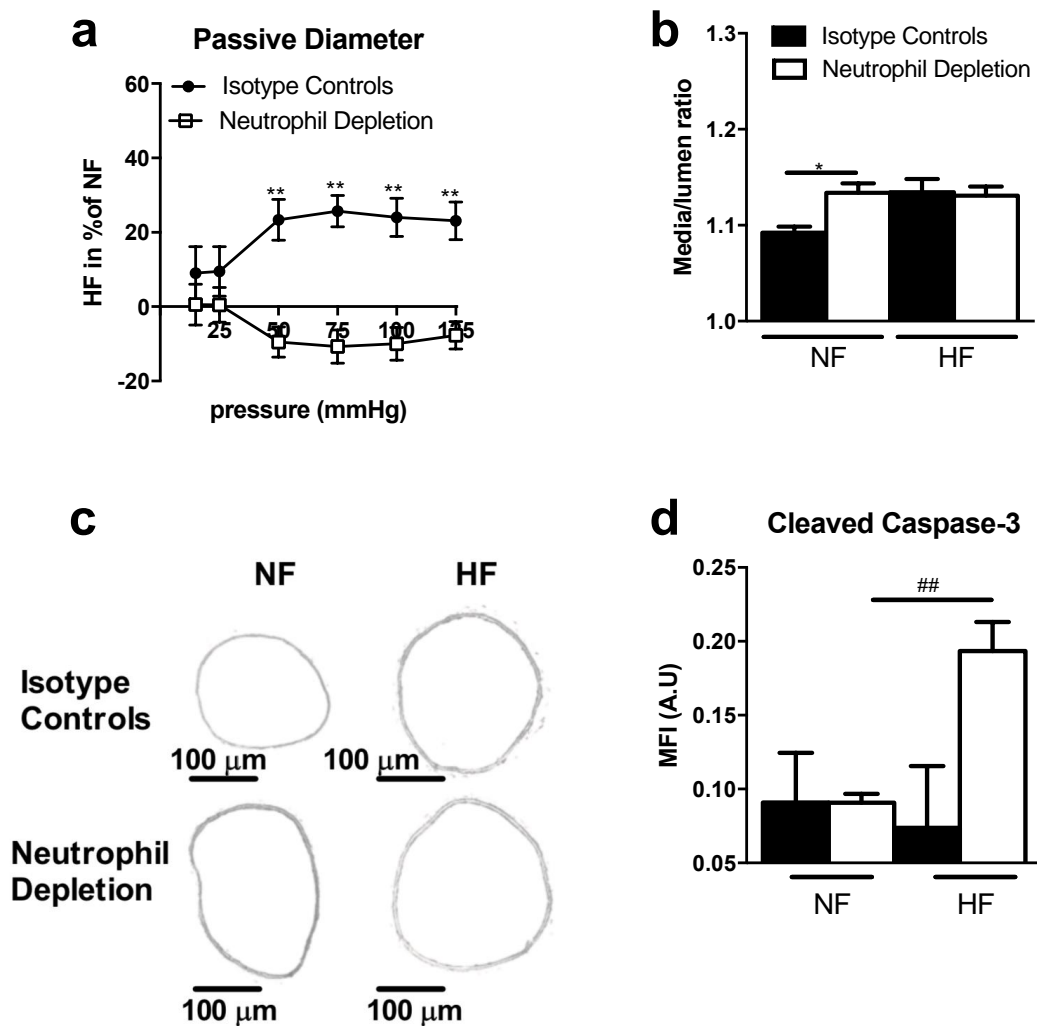 a
Passive Diameter
Isotype Controls
Neutrophil Depletion
HF in %of NF
60
40
20
0
-20
** ** ** **
25 50 75 100 125
pressure (mmHg)
b
Isotype Controls
Neutrophil Depletion
Media/lumen ratio
1.3
1.2
1.1
1.0
*
NF HF
c
NF HF
Isotype
Controls
100 μm 100 μm
Neutrophil
Depletion
100 μm 100 μm
d
Cleaved Caspase-3
MFI (A.U)
0.25
0.20
0.15
0.10
0.05
##
NF HF